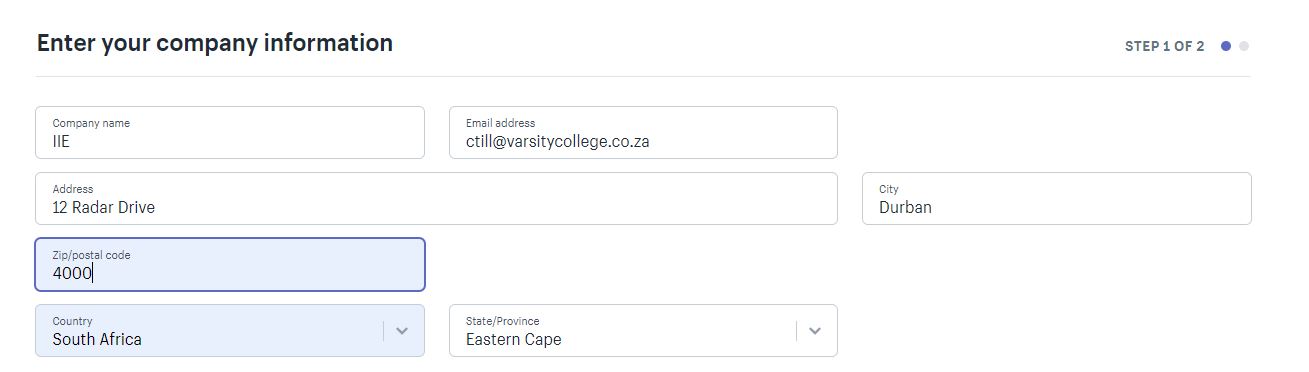 Enter your company information
STEP 1 OF 2
Company name
IIE
Email address
ctill@varsitycollege.co.za
Address
12 Radar Drive
City
Durban
Zip/postal code
4000
Country
South Africa
State/Province
Eastern Cape